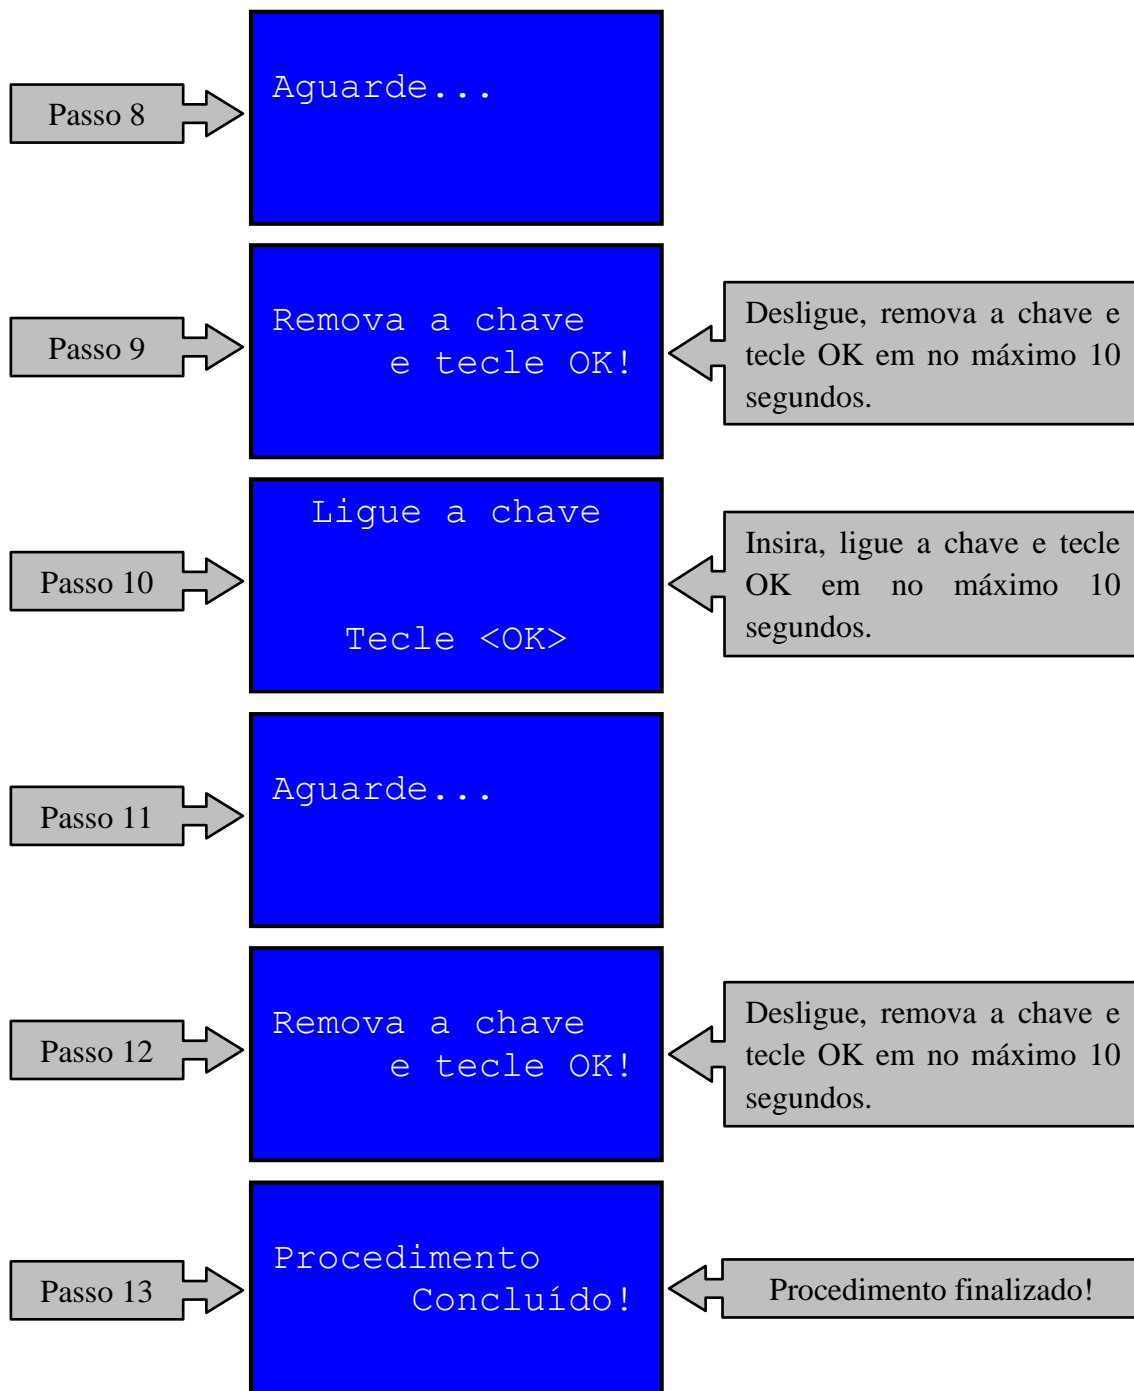 Passo 8
Aguarde...
Passo 9
Remova a chave
e tecle OK!
Desligue, remova a chave e
tecle OK em no máximo 10
segundos.
Passo 10
Ligue a chave
Tecle <OK>
Insira, ligue a chave e tecle
OK em no máximo 10
segundos.
Passo 11
Aguarde...
Passo 12
Remova a chave
e tecle OK!
Desligue, remova a chave e
tecle OK em no máximo 10
segundos.
Passo 13
Procedimento
Concluído!
Procedimento finalizado!